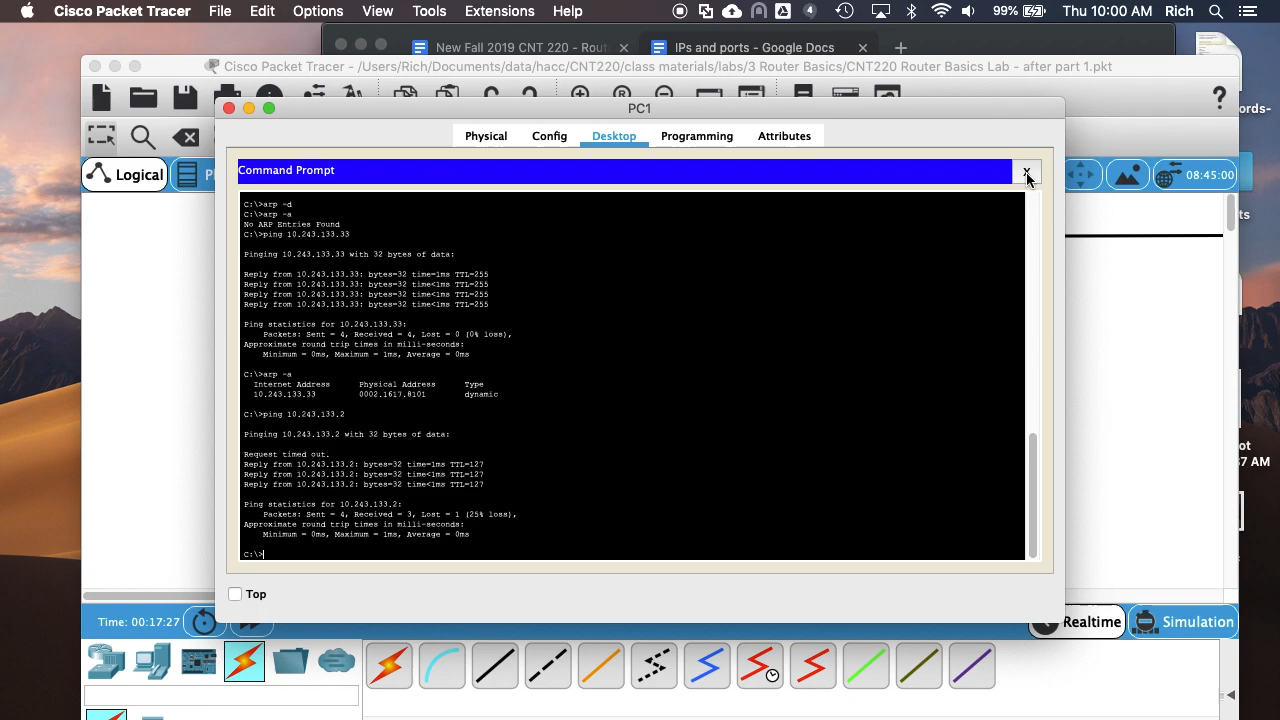 Cisco Packet Tracer File Edit Options View Tools Extensions Help 4 99% Thu 10:00 AM Rich
New Fall 2019 CNT 220 - Rout × IPs and ports - Google Docs × +
Cisco Packet Tracer - /Users/Rich/Documents/data/macc/CNT220/class materials/labs/3 Router Basics/CNT220 Router Basics Lab - after part 1.pkt
ords-
PC1
Physical Config Desktop Programming Attributes
Logical P 08:45:00
Command Prompt X
ts
C:\>arp -d
C:\>arp -a
No ARP Entries Found
C:\>ping 10.243.133.33
Pinging 10.243.133.33 with 32 bytes of data:
Reply from 10.243.133.33: bytes=32 time=1ms TTL=255
Reply from 10.243.133.33: bytes=32 time<1ms TTL=255
Reply from 10.243.133.33: bytes=32 time<1ms TTL=255
Reply from 10.243.133.33: bytes=32 time<1ms TTL=255
Ping statistics for 10.243.133.33:
Packets: Sent = 4, Received = 4, Lost = 0 (0% loss),
Approximate round trip times in milli-seconds:
Minimum = 0ms, Maximum = 1ms, Average = 0ms
C:\>arp -a
Internet Address Physical Address Type
10.243.133.33 0002.1617.8101 dynamic
C:\>ping 10.243.133.2
Pinging 10.243.133.2 with 32 bytes of data:
Request timed out.
Reply from 10.243.133.2: bytes=32 time=1ms TTL=127
Reply from 10.243.133.2: bytes=32 time<1ms TTL=127
Reply from 10.243.133.2: bytes=32 time<1ms TTL=127
Ping statistics for 10.243.133.2:
Packets: Sent = 4, Received = 3, Lost = 1 (25% loss),
Approximate round trip times in milli-seconds:
Minimum = 0ms, Maximum = 1ms, Average = 0ms
C:\>
ot
7 AM
Top
Time: 00:17:27 Realtime Simulation